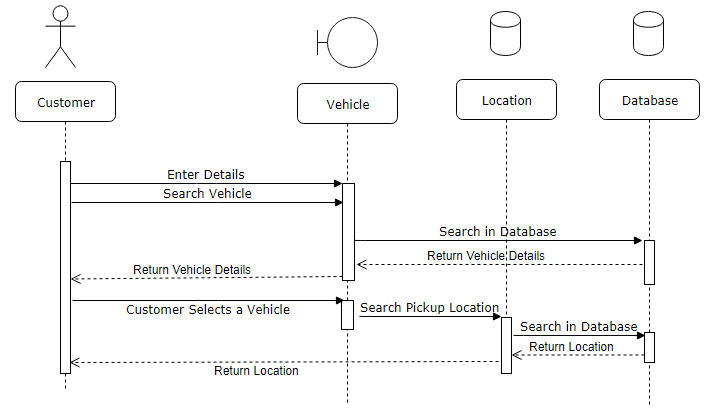 Customer
Vehicle
Location
Database
Enter Details
Search Vehicle
Search in Database
Return Vehicle Details
Return Vehicle Details
Customer Selects a Vehicle
Search Pickup Location
Search in Database
Return Location
Return Location